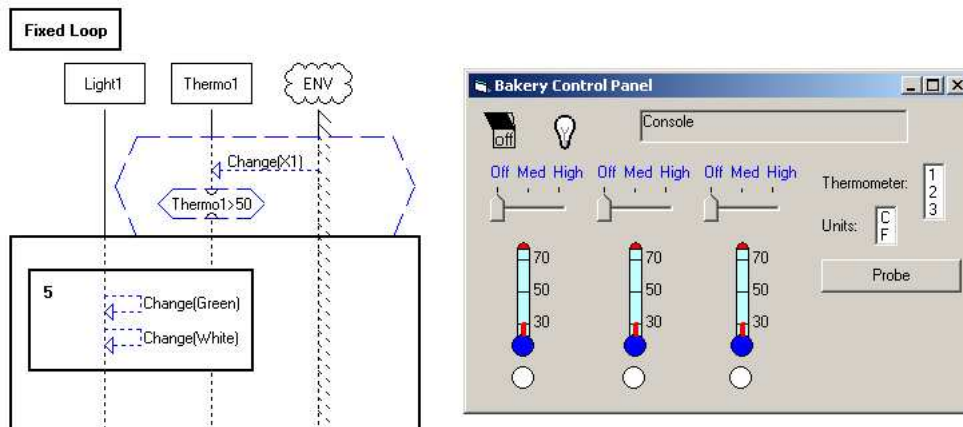 Fixed Loop
Light1 Thermo1 ENV
Change(X1)
Thermo1>50
5
Change(Green)
Change(White)
Bakery Control Panel
off
Console
Off Med High Off Med High Off Med High
Thermometer: 1
2
3
Units: C
F
Probe
70 70 70
50 50 50
30 30 30